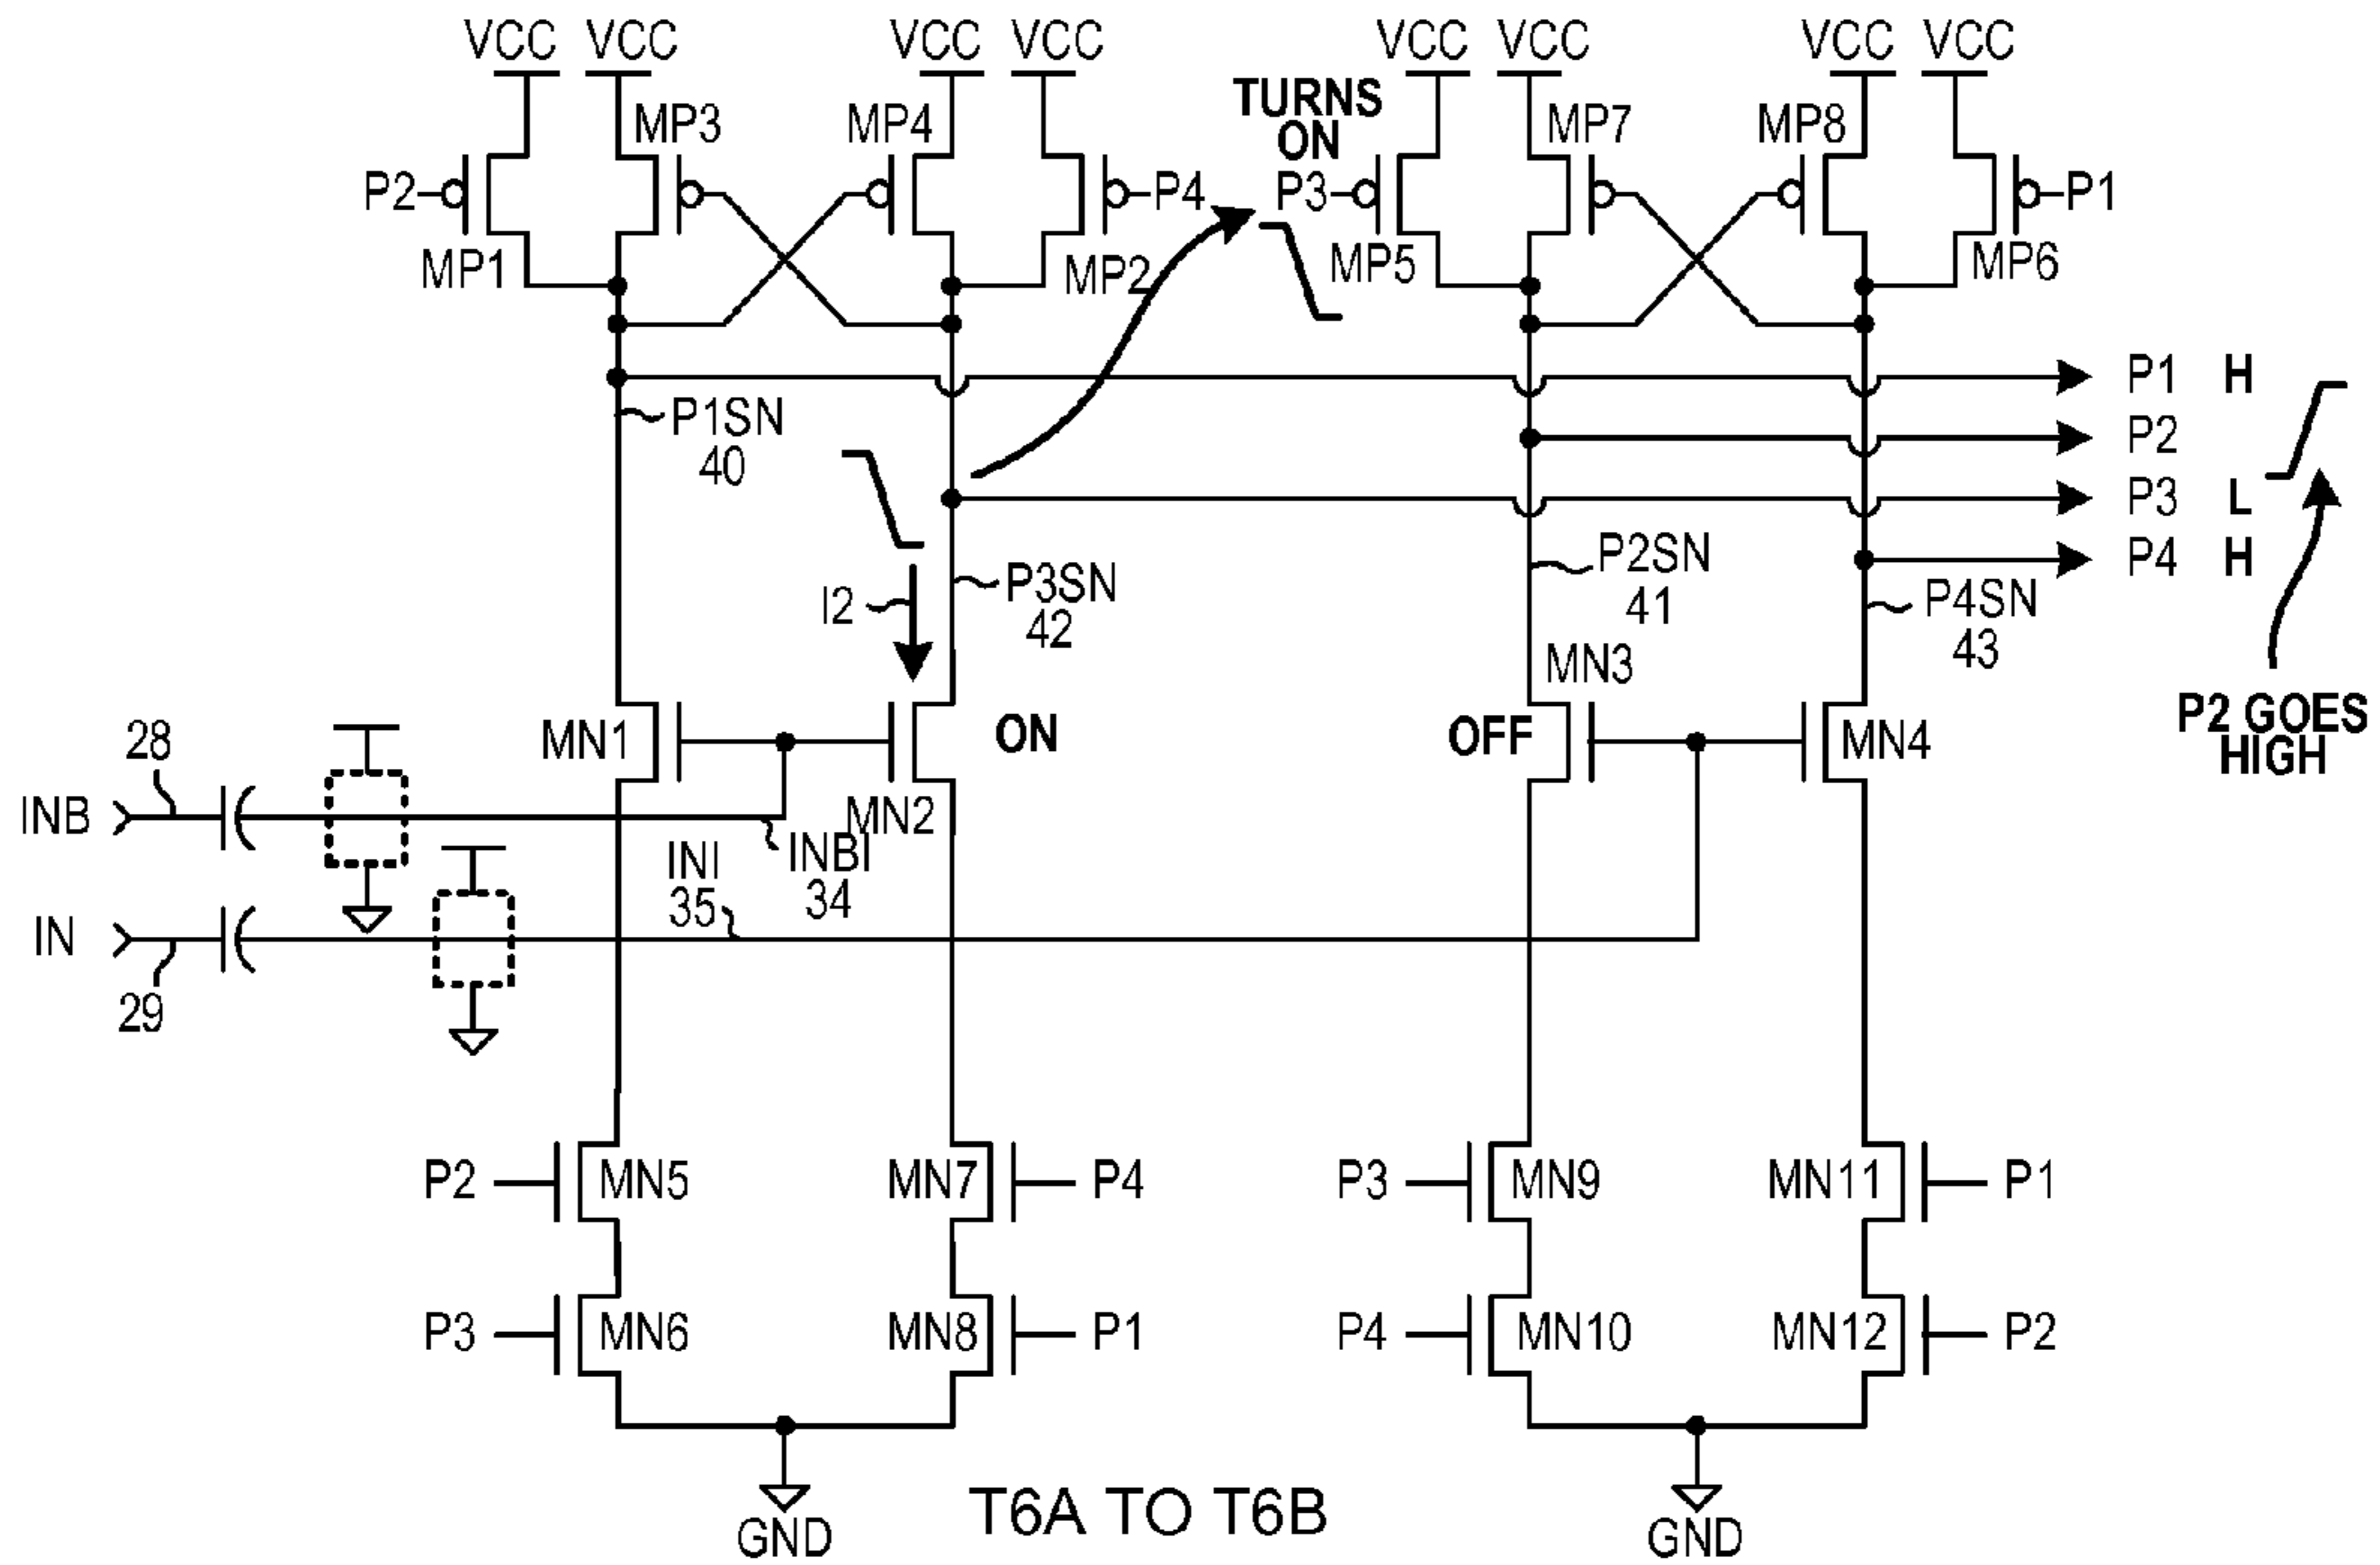 VCC VCC VCC VCC VCC VCC VCC VCC
TURNS
ON
MP3 MP4 MP7 MP8
P2 P4 P3 P1
MP1 MP2 MP5 MP6
P1 H
P1SN
40
P2
P3 L
P4 H
I2
P3SN
42
P2SN
41
P4SN
43
P2 GOES
HIGH
MN3
MN1 ON OFF MN4
28
INB
MN2
INBI
34
INI
35
IN
29
P2 MN5 MN7 P4 P3 MN9 MN11 P1
P3 MN6 MN8 P1 P4 MN10 MN12 P2
GND GND
T6A TO T6B